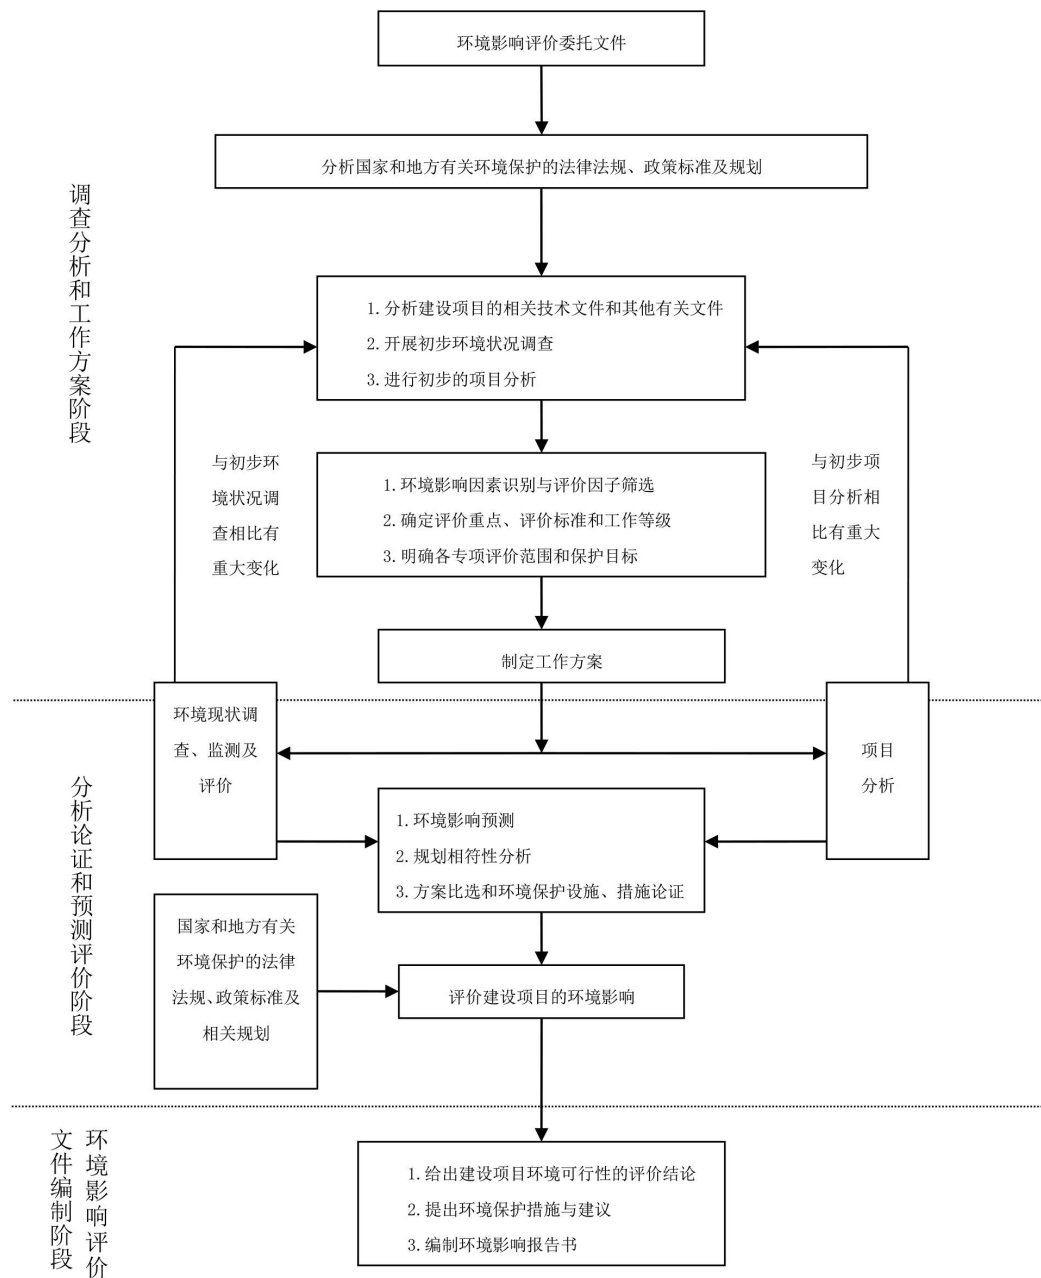 环境影响评价委托文件
分析国家和地方有关环境保护的法律法规、政策标准及规划
调查分析和工作方案阶段
1.分析建设项目的相关技术文件和其他有关文件
2.开展初步环境状况调查
3.进行初步的项目分析
与初步环
境状况调
查相比有
重大变化
1.环境影响因素识别与评价因子筛选
2.确定评价重点、评价标准和工作等级
3.明确各专项评价范围和保护目标
与初步项
目分析相
比有重大
变化
制定工作方案
环境现状调
查、监测及
评价
项目
分析
分析论证和预测评价阶段
1.环境影响预测
2.规划相符性分析
3.方案比选和环境保护设施、措施论证
国家和地方有关
环境保护的法律
法规、政策标准及
相关规划
评价建设项目的环境影响
环境影响评价
文件编制阶段
1.给出建设项目环境可行性的评价结论
2.提出环境保护措施与建议
3.编制环境影响报告书